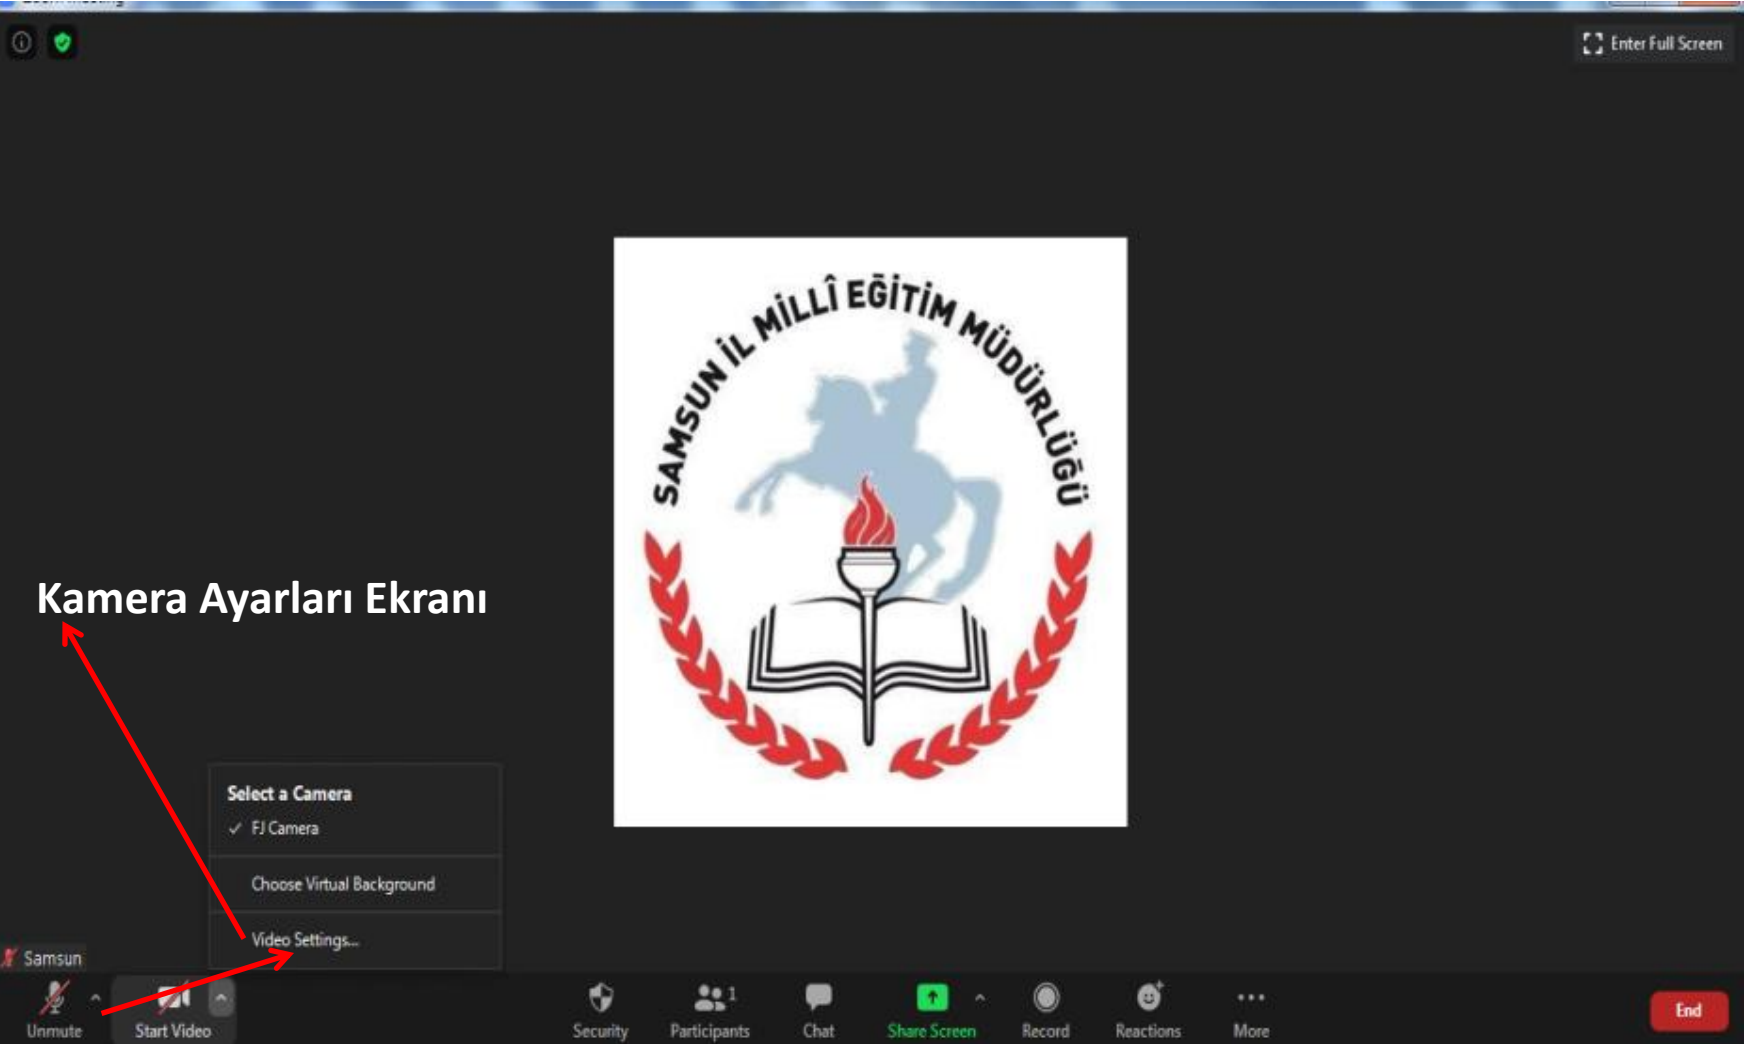 Enter Full Screen
SAMSUN İL MİLLÎ EĞİTİM MÜDÜRLÜĞÜ
Kamera Ayarları Ekranı
Select a Camera
✓ FJ Camera
Choose Virtual Background
Video Settings...
Samsun
Unmute
Start Video
Security
1
Participants
Chat
Share Screen
Record
Reactions
More
End